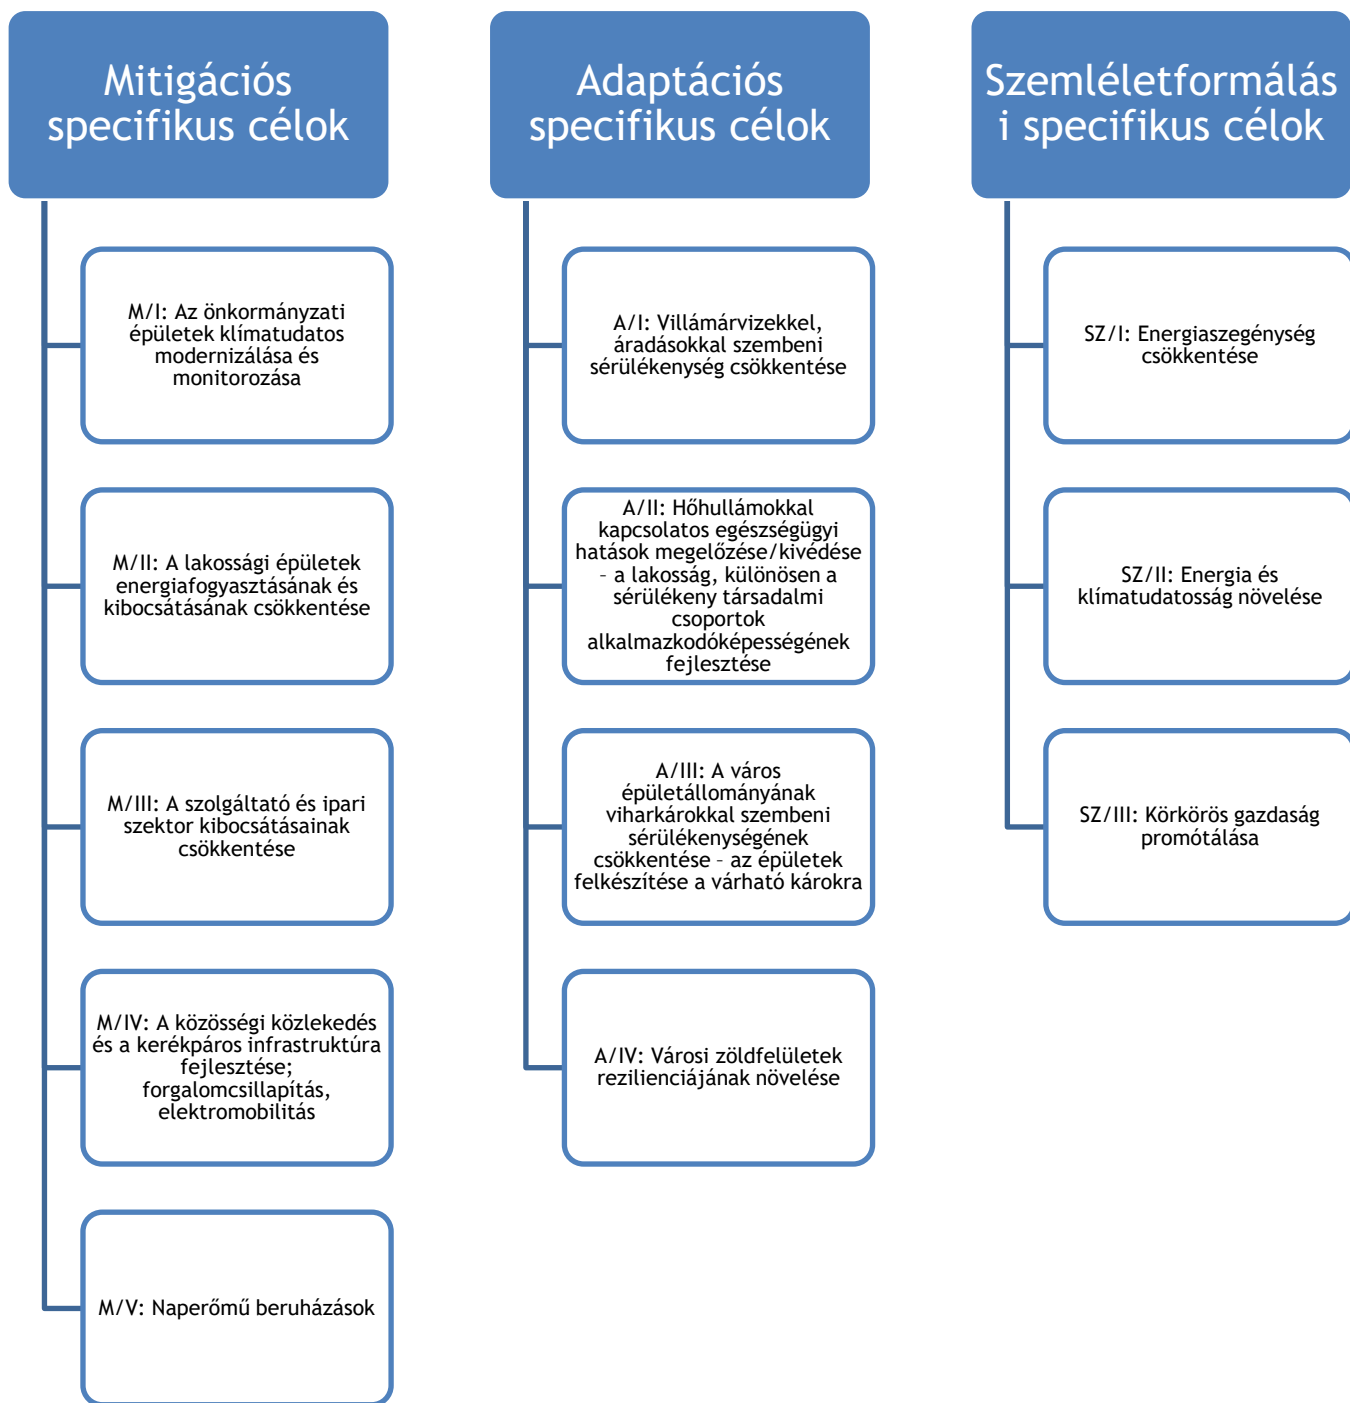 Mitigációs
specifikus célok
M/I: Az önkormányzati
épületek klímatudatos
modernizálása és
monitorozása
M/II: A lakossági épületek
energiafogyasztásának és
kibocsátásának csökkentése
M/III: A szolgáltató és ipari
szektor kibocsátásainak
csökkentése
M/IV: A közösségi közlekedés
és a kerékpáros infrastruktúra
fejlesztése;
forgalomcsillapítás,
elektromobilitás
M/V: Naperőmű beruházások
Adaptációs
specifikus célok
A/I: Villámárvizekkel,
áradásokkal szembeni
sérülékenység csökkentése
A/II: Hőhullámokkal
kapcsolatos egészségügyi
hatások megelőzése/kivédése
– a lakosság, különösen a
sérülékeny társadalmi
csoportok
alkalmazkodóképességének
fejlesztése
A/III: A város
épületállományának
viharkárokkal szembeni
sérülékenységének
csökkentése – az épületek
felkészítése a várható károkra
A/IV: Városi zöldfelületek
rezilienciájának növelése
Szemléletformálás
i specifikus célok
SZ/I: Energiaszegénység
csökkentése
SZ/II: Energia és
klímatudatosság növelése
SZ/III: Körkörös gazdaság
promótálása